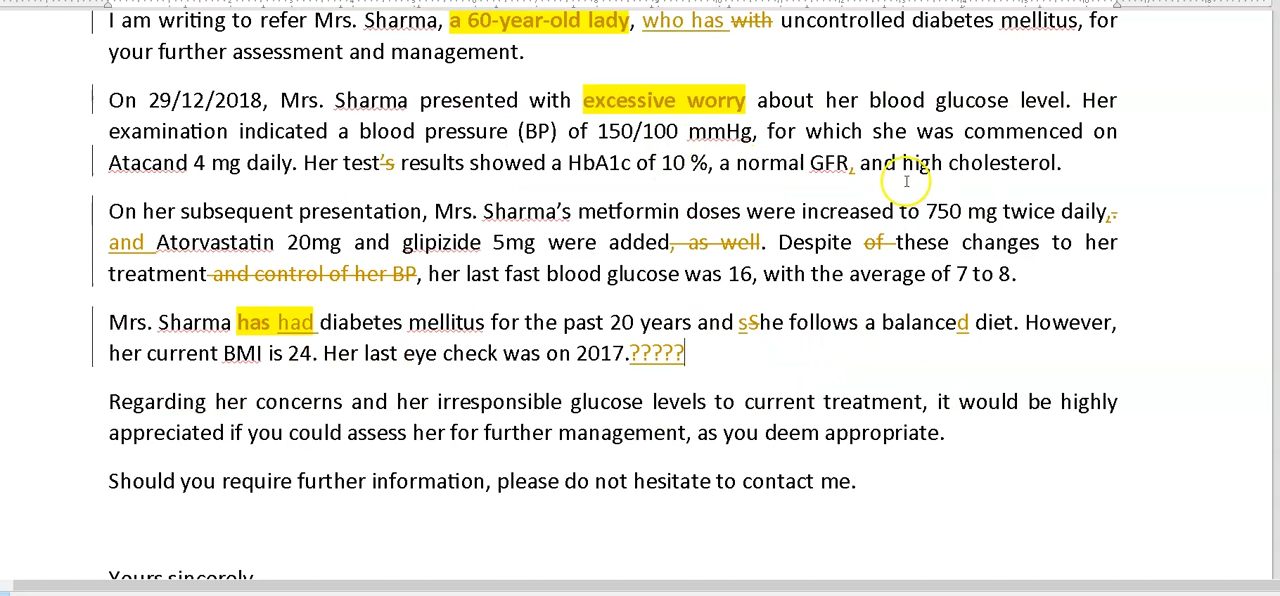 I am writing to refer Mrs. Sharma, a 60-year-old lady, who has with uncontrolled diabetes mellitus, for
your further assessment and management.
On 29/12/2018, Mrs. Sharma presented with excessive worry about her blood glucose level. Her
examination indicated a blood pressure (BP) of 150/100 mmHg, for which she was commenced on
Atacand 4 mg daily. Her test's results showed a HbA1c of 10 %, a normal GFR, and high cholesterol.
On her subsequent presentation, Mrs. Sharma's metformin doses were increased to 750 mg twice daily,.
and Atorvastatin 20mg and glipizide 5mg were added, as well. Despite of these changes to her
treatment and control of her BP, her last fast blood glucose was 16, with the average of 7 to 8.
Mrs. Sharma has had diabetes mellitus for the past 20 years and sShe follows a balanced diet. However,
her current BMI is 24. Her last eye check was on 2017.?????
Regarding her concerns and her irresponsible glucose levels to current treatment, it would be highly
appreciated if you could assess her for further management, as you deem appropriate.
Should you require further information, please do not hesitate to contact me.
Yours sincerely